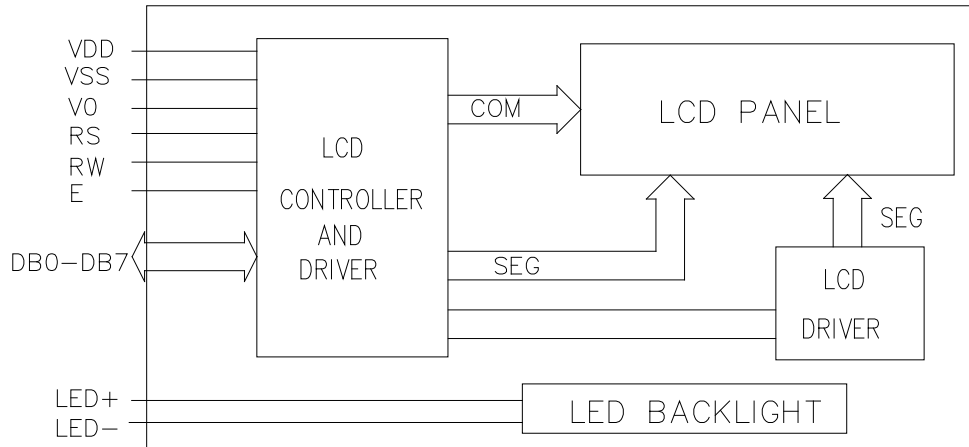 VDD
VSS
V0
RS
RW
E
DB0-DB7
LED+
LED-
LCD
CONTROLLER
AND
DRIVER
COM
SEG
LCD PANEL
SEG
LCD
DRIVER
LED BACKLIGHT